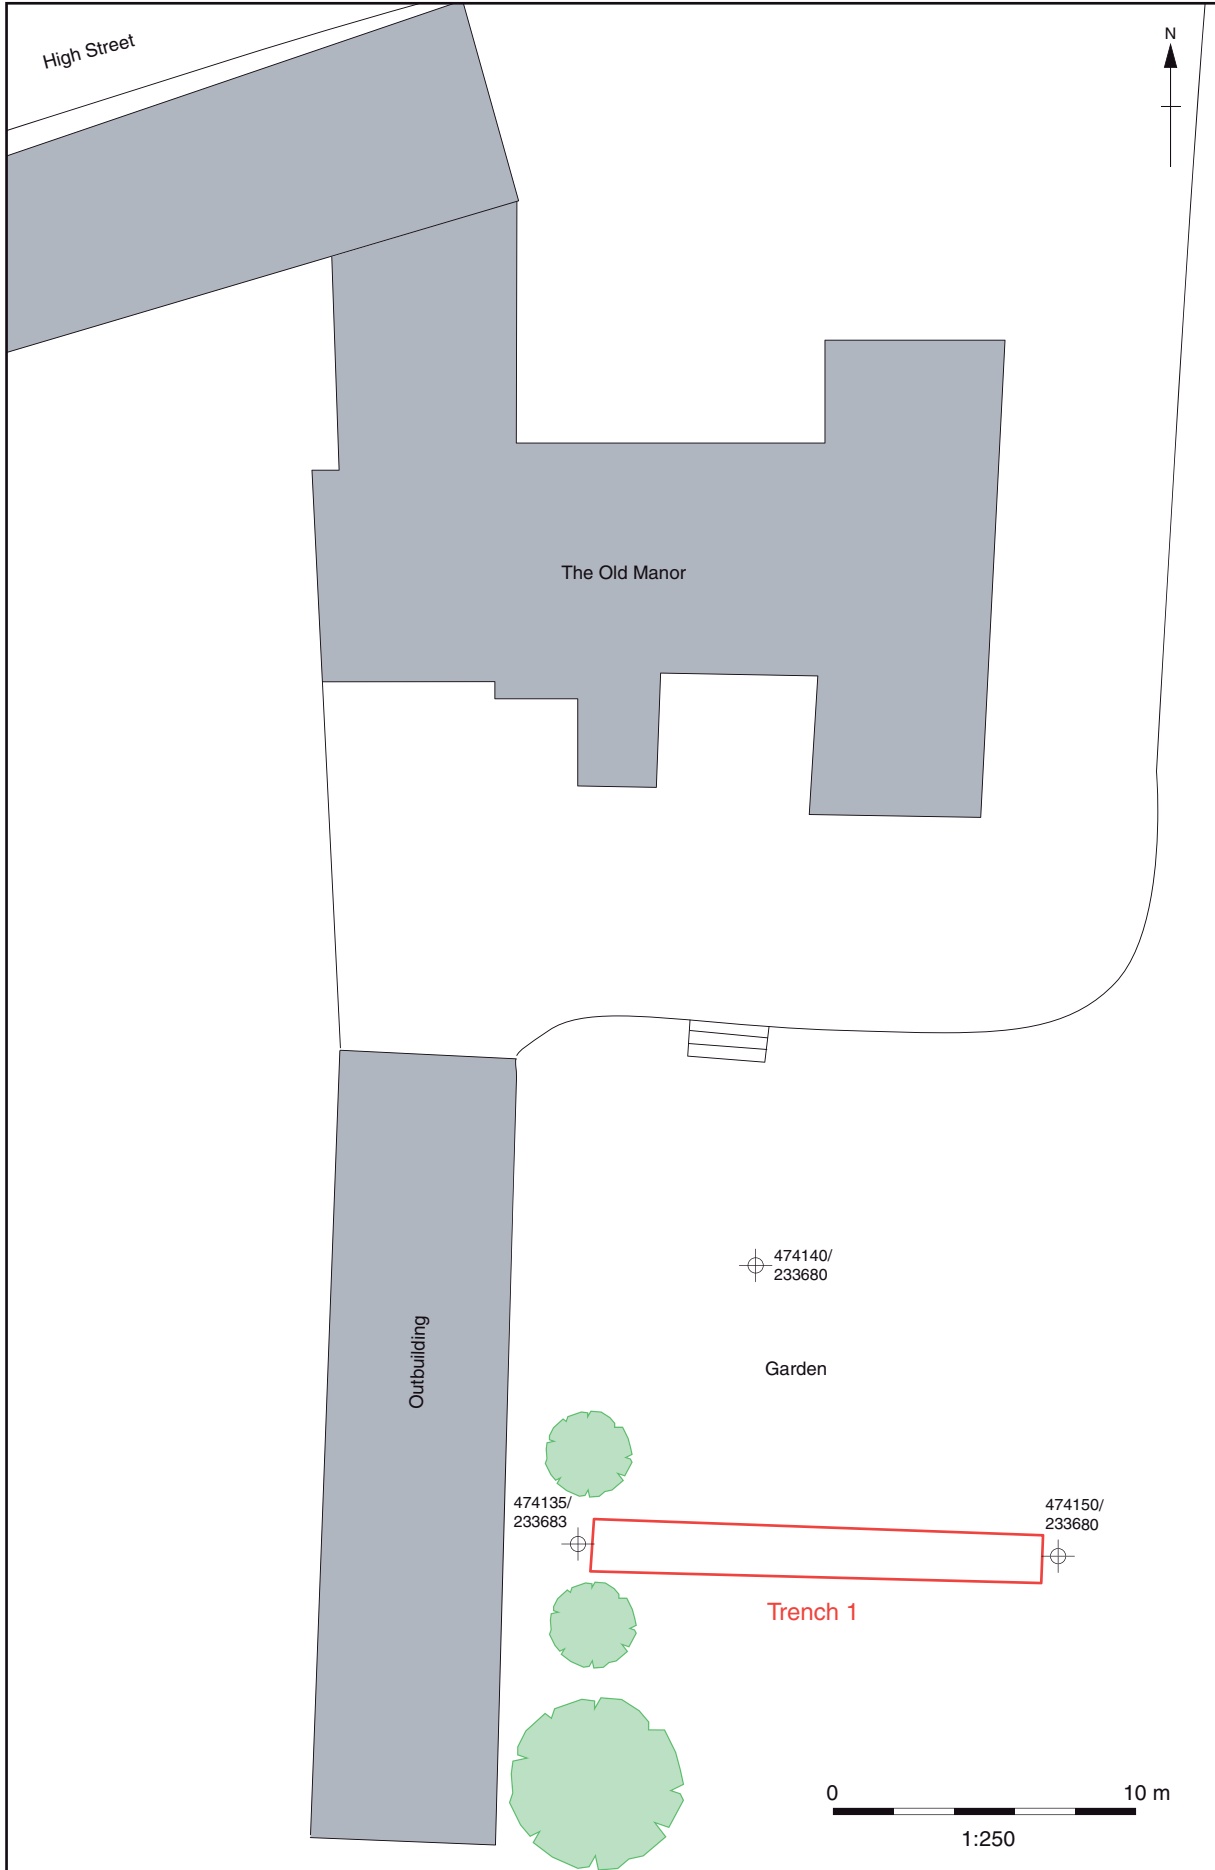 High Street
N
The Old Manor
474140/
233680
Outbuilding
Garden
474135/
233683
474150/
233680
Trench 1
0 10 m
1:250